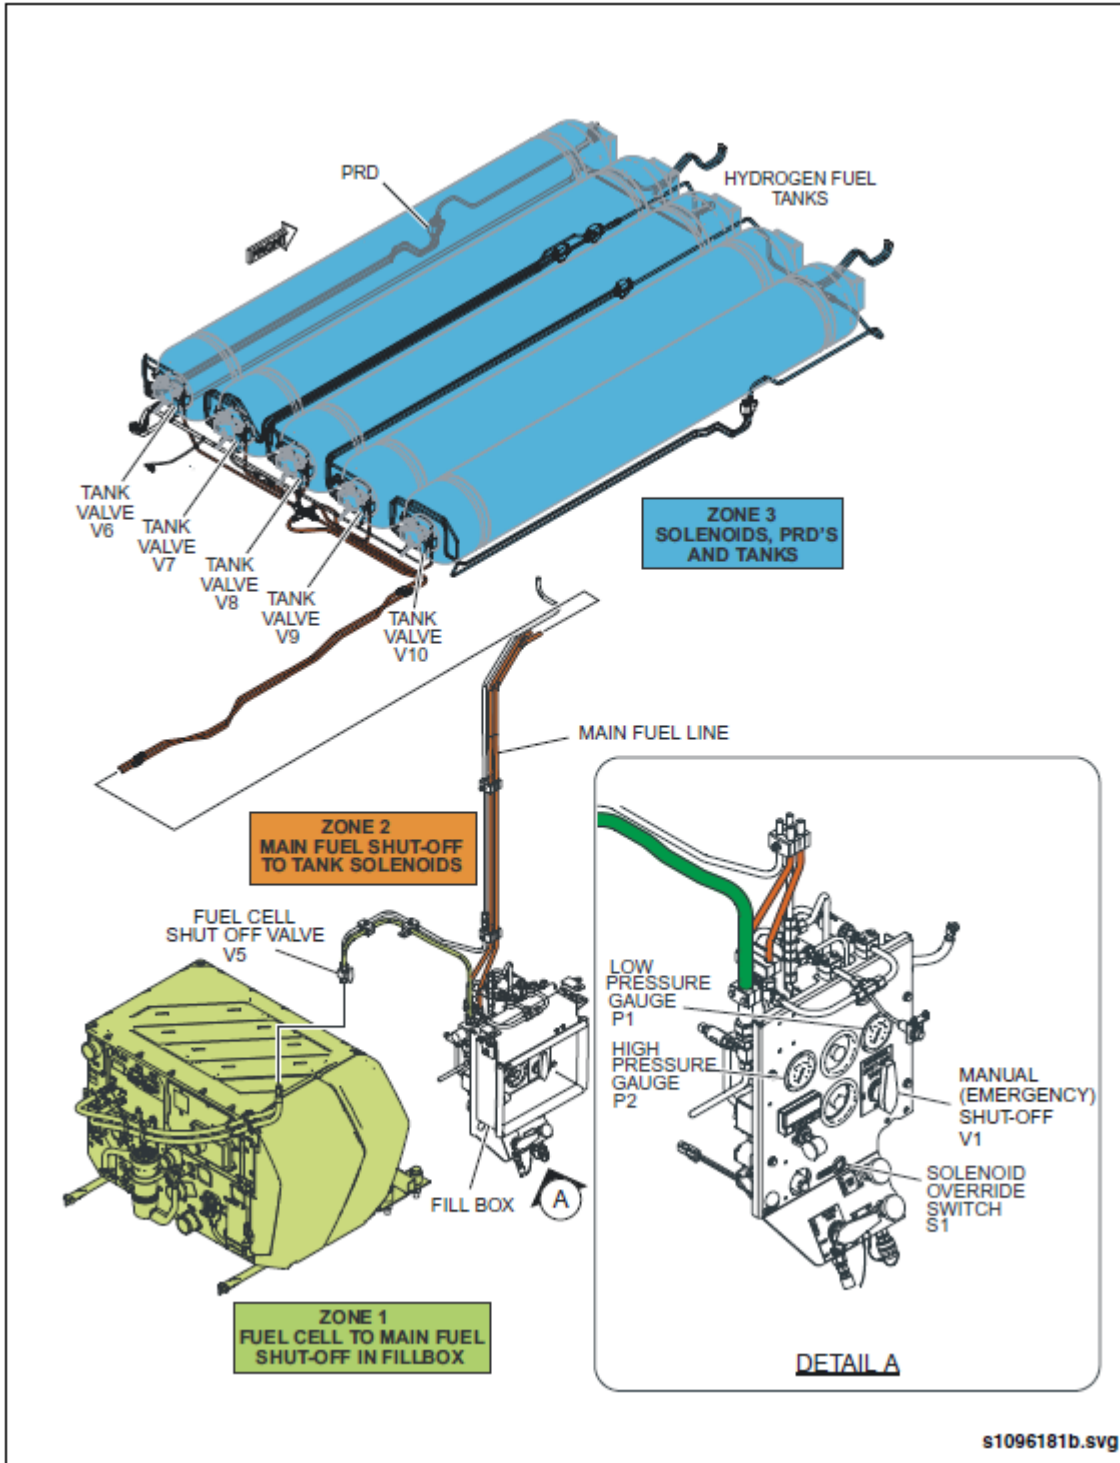 PRD
HYDROGEN FUEL
TANKS
TANK
VALVE
V6
TANK
VALVE
V7
TANK
VALVE
V8
TANK
VALVE
V9
TANK
VALVE
V10
ZONE 3
SOLENOIDS, PRD'S
AND TANKS
MAIN FUEL LINE
ZONE 2
MAIN FUEL SHUT-OFF
TO TANK SOLENOIDS
FUEL CELL
SHUT OFF VALVE
V5
FILL BOX
A
ZONE 1
FUEL CELL TO MAIN FUEL
SHUT-OFF IN FILLBOX
LOW
PRESSURE
GAUGE
P1
HIGH
PRESSURE
GAUGE
P2
MANUAL
(EMERGENCY)
SHUT-OFF
V1
SOLENOID
OVERRIDE
SWITCH
S1
DETAIL A
s1096181b.svg